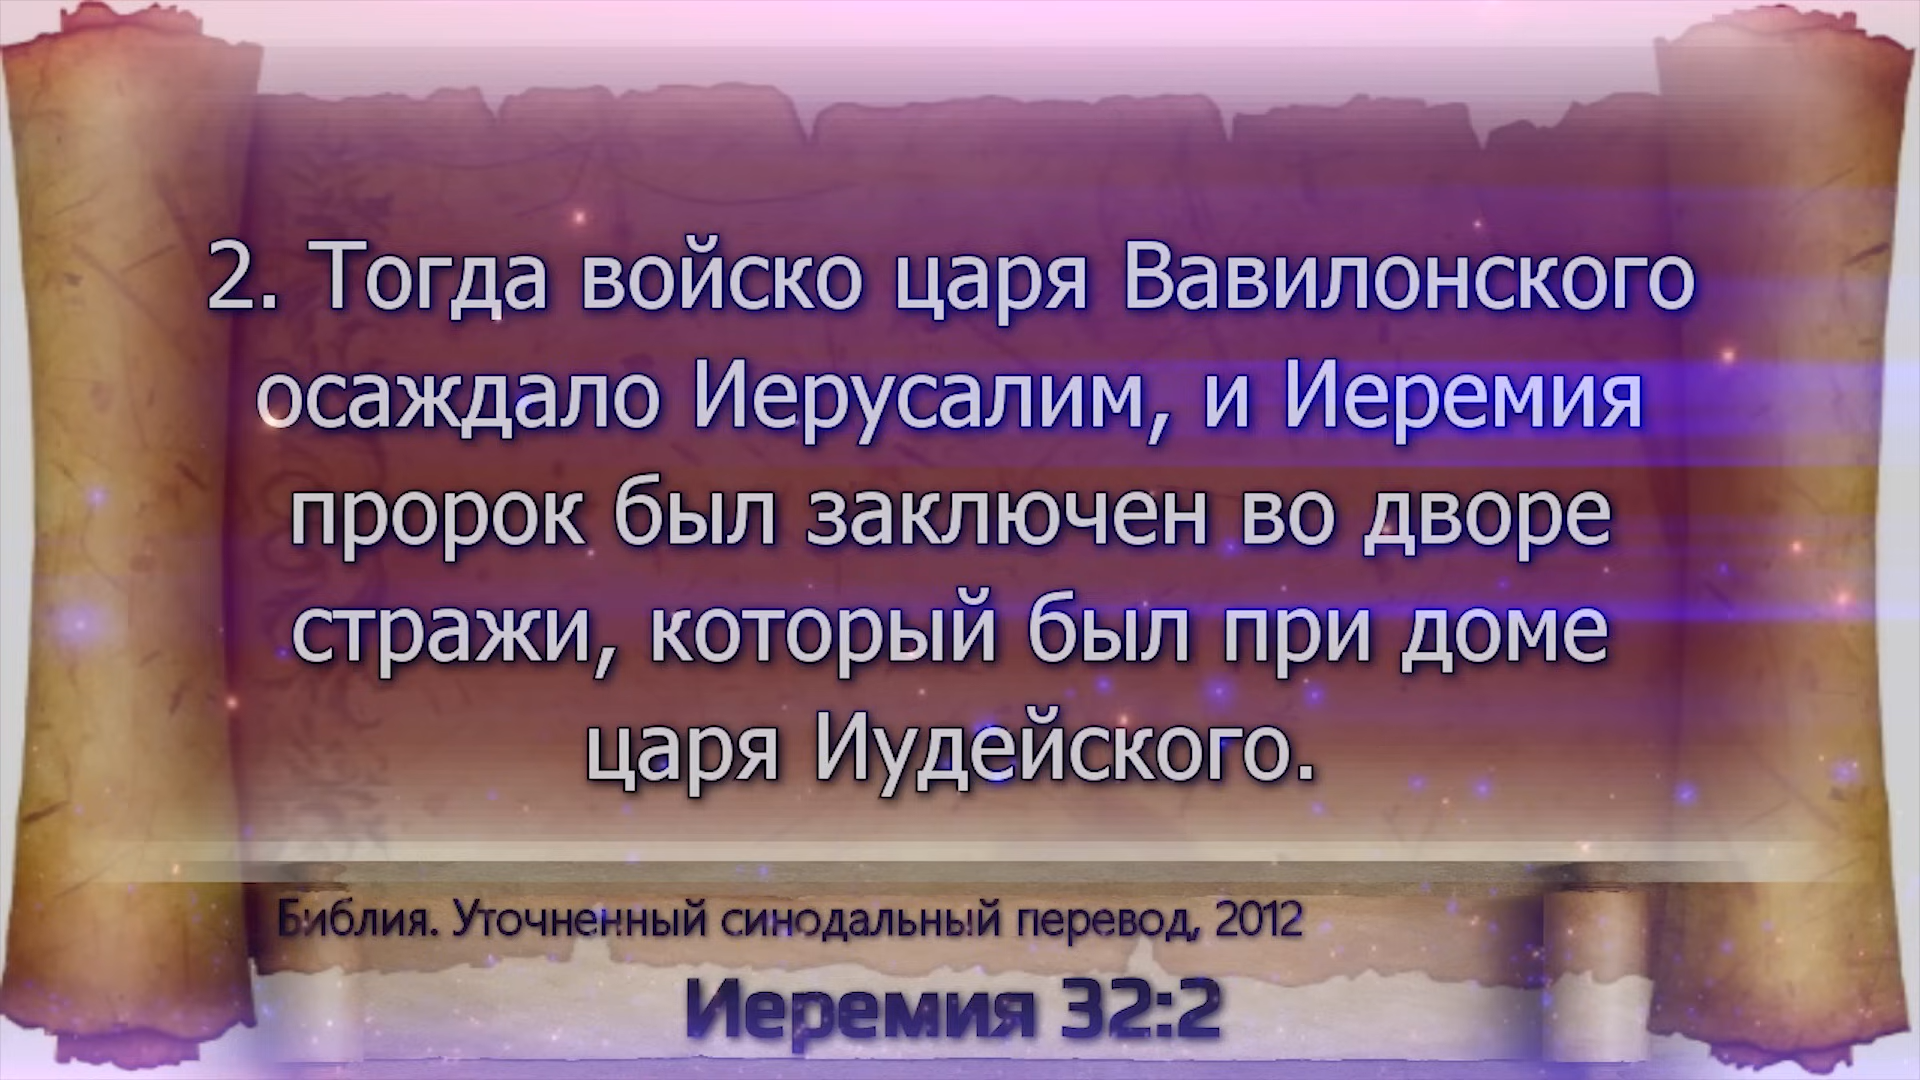 2. Тогда войско царя Вавилонского
осаждало Иерусалим, и Иеремия
пророк был заключен во дворе
стражи, который был при доме
царя Иудейского.
Библия. Уточненный синодальный перевод, 2012
Иеремия 32:2